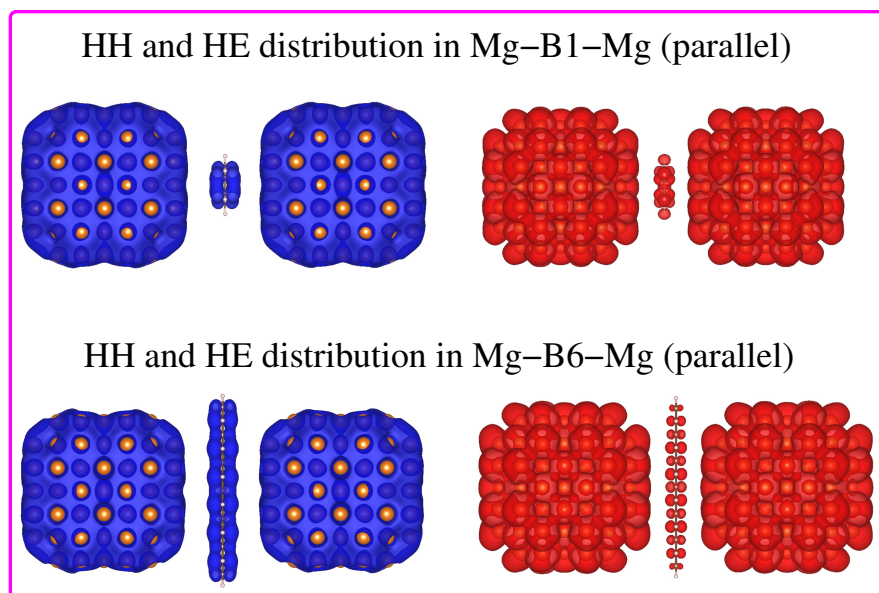 HH and HE distribution in Mg−B1−Mg (parallel)
HH and HE distribution in Mg−B6−Mg (parallel)